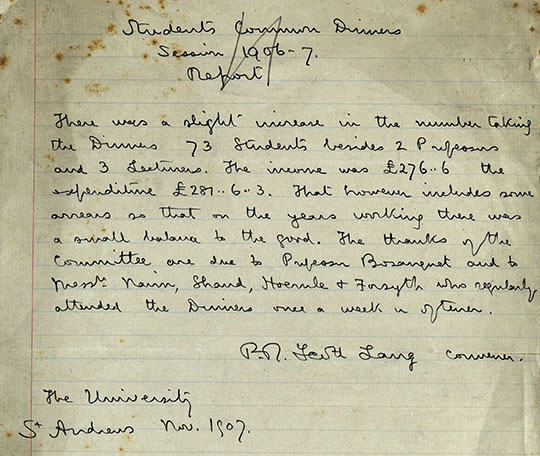 Students Common Dinners
Session 1906-7.
Report
There was a slight increase in the number taking
the Dinners 73 Students besides 2 Professors
and 3 Lecturers. The income was £276..6 the
expenditure £281..6..3. That however includes some
arrears so that on the years working there was
a small balance to the good. The thanks of the
Committee are due to Professor Bosanquet and to
Messrs. Nairn, Shand, Hoernle & Forsyth who regularly
attended the Dinners once a week or oftener.
P.R. Scott Lang Convener.
The University
St Andrews Nov. 1907.